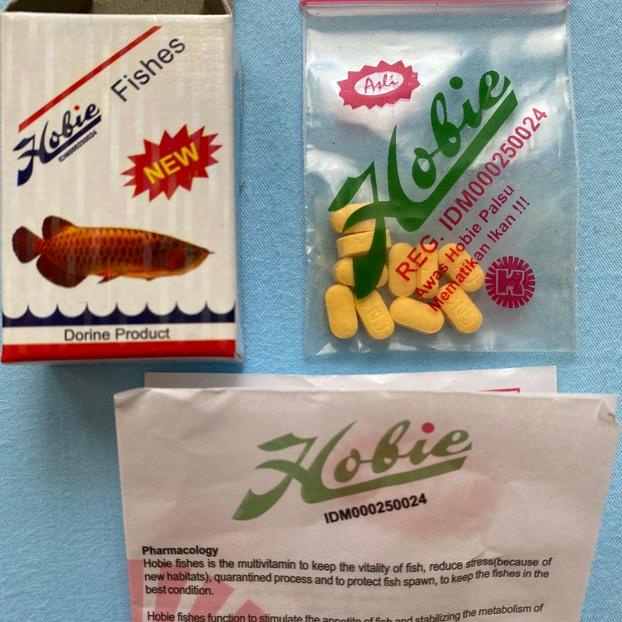 Hobie Fishes
IDM000250024
NEW
Dorine Product
Asli
Hobie
REG. IDM000250024
Awas Hobie Palsu
Mematikan Ikan !!!
Hobie
IDM000250024
Pharmacology
Hobie fishes is the multivitamin to keep the vitality of fish, reduce stress(because of
new habitats), quarantined process and to protect fish spawn, to keep the fishes in the
best condition.
Hobie fishes function to stimulate the appetite of fish and stabilizing the metabolism of